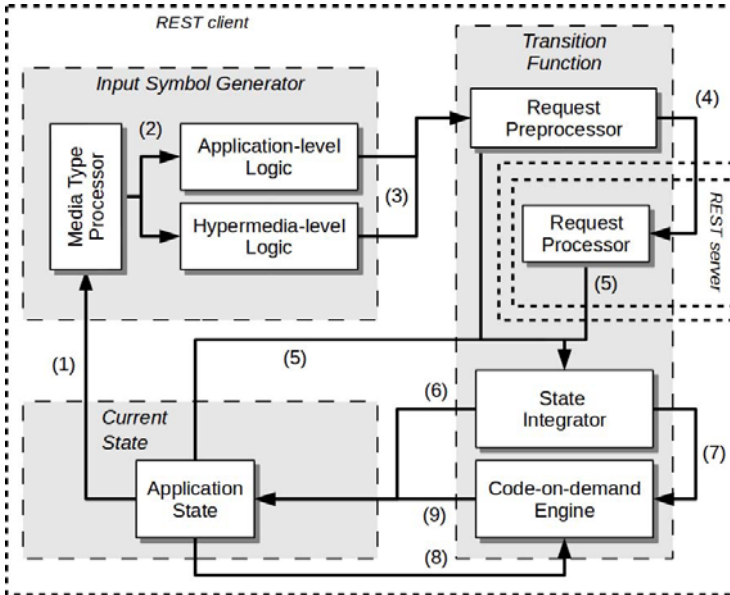 REST client
Transition
Function
Input Symbol Generator
Request
Preprocessor
(4)
(2)
Media Type
Processor
Application-level
Logic
(3)
Hypermedia-level
Logic
Request
Processor
REST server
(5)
(1)
(5)
(6)
State
Integrator
(7)
Current
State
Application
State
(9)
Code-on-demand
Engine
(8)